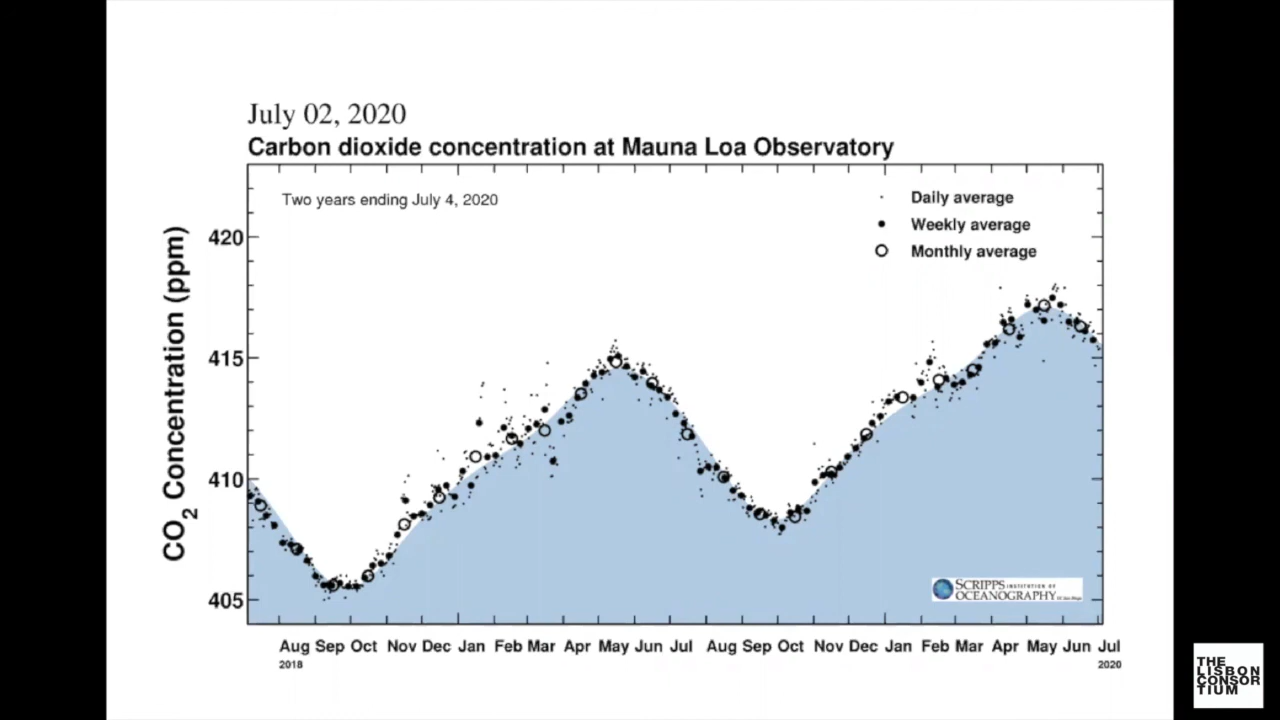 July 02, 2020
Carbon dioxide concentration at Mauna Loa Observatory
Two years ending July 4, 2020
Daily average
Weekly average
Monthly average
CO2 Concentration (ppm)
420
415
410
405
Aug Sep Oct Nov Dec Jan Feb Mar Apr May Jun Jul Aug Sep Oct Nov Dec Jan Feb Mar Apr May Jun Jul
2018 2020
SCRIPPS INSTITUTION OF
OCEANOGRAPHY
THE
LISBON
CONSOR
TIUM